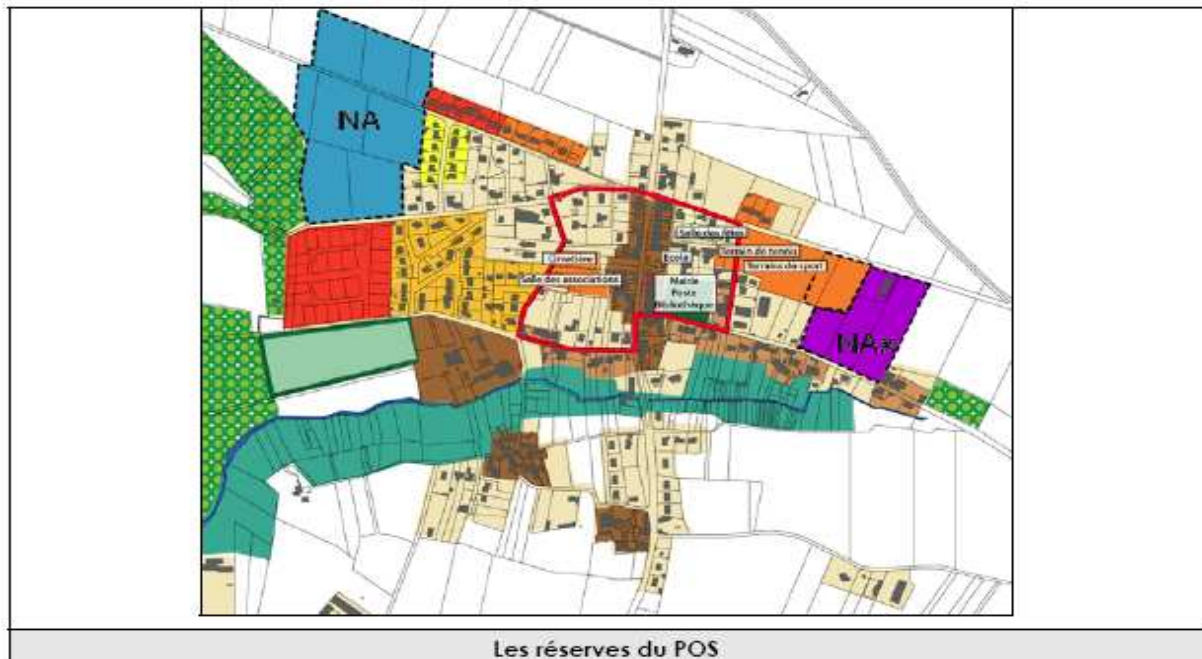 NA
Salle des fêtes
Terrain de tennis
Cimetière
Ecole
Terrains de sport
Salle des associations
Mairie
Poste
Bibliothèque
NA
Les réserves du POS